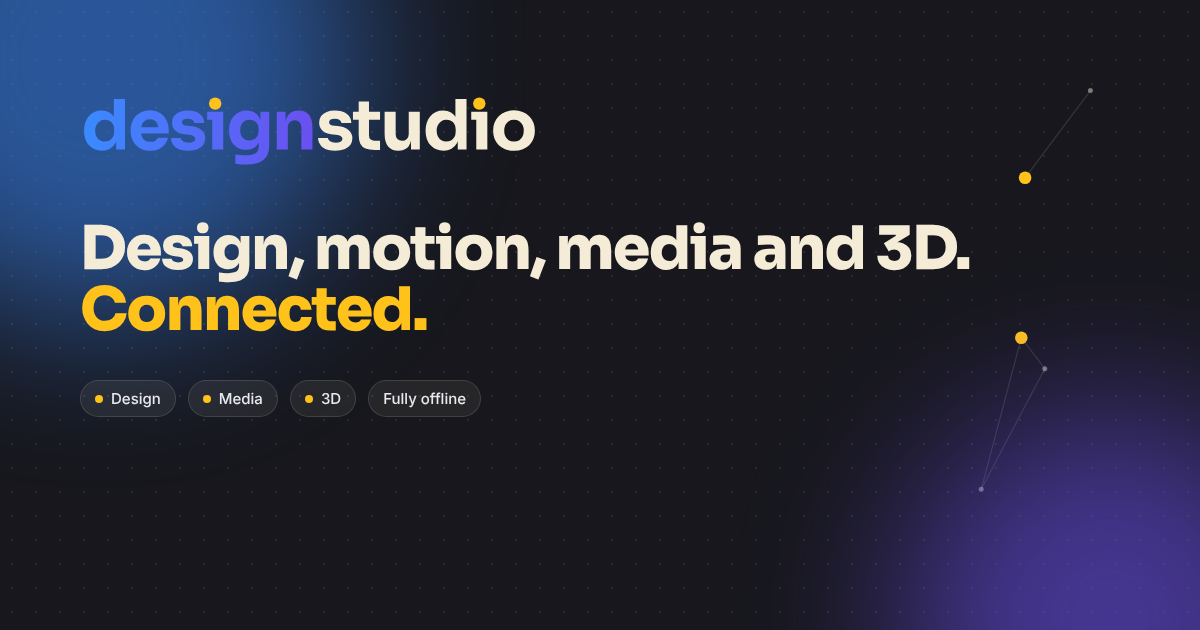 designstudio
Design, motion, media and 3D.
Connected.
Design Media 3D Fully offline